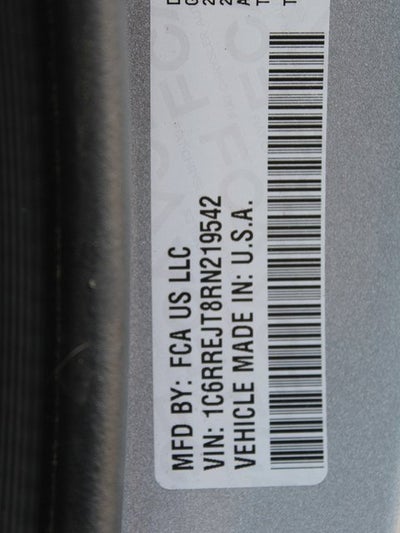 MFD BY: FCA US LLC
VIN: 1C6RREJT8RN219542
VEHICLE MADE IN: U.S.A.